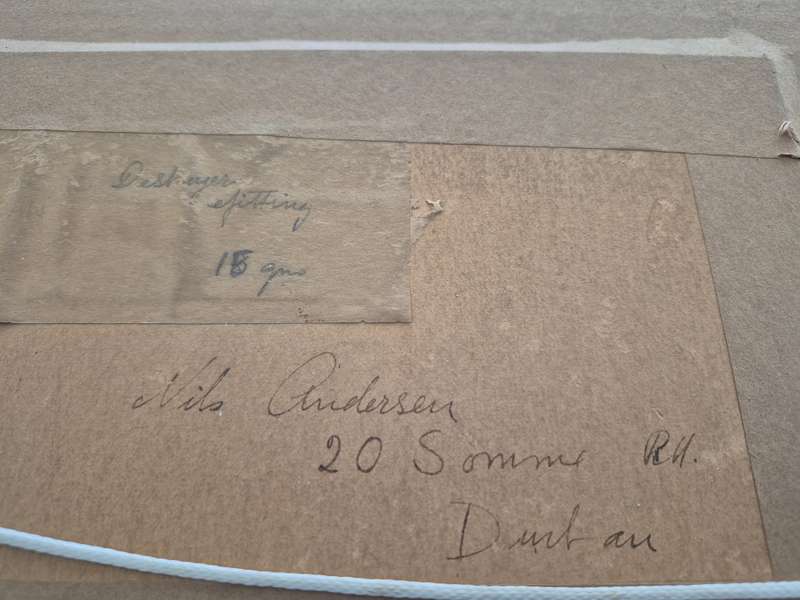 Destroyer
refitting
18 gns
Nils Andersen
20 Somme Rd.
Durban